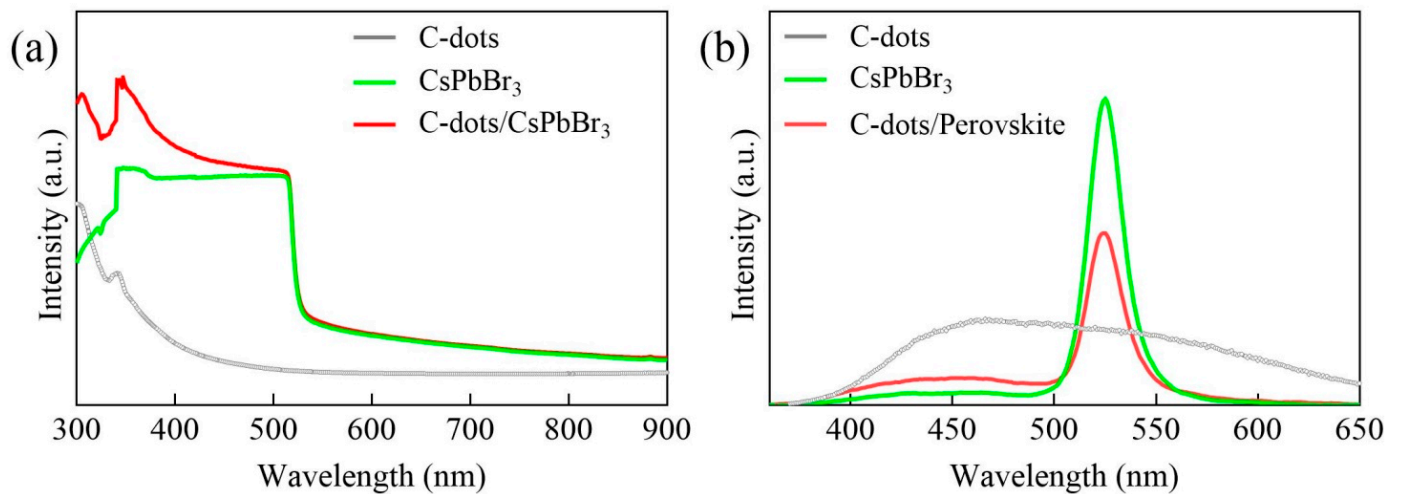 (a)
C-dots
CsPbBr₃
C-dots/CsPbBr₃
Intensity (a.u.)
300 400 500 600 700 800 900
Wavelength (nm)
(b)
C-dots
CsPbBr₃
C-dots/Perovskite
Intensity (a.u.)
400 450 500 550 600 650
Wavelength (nm)